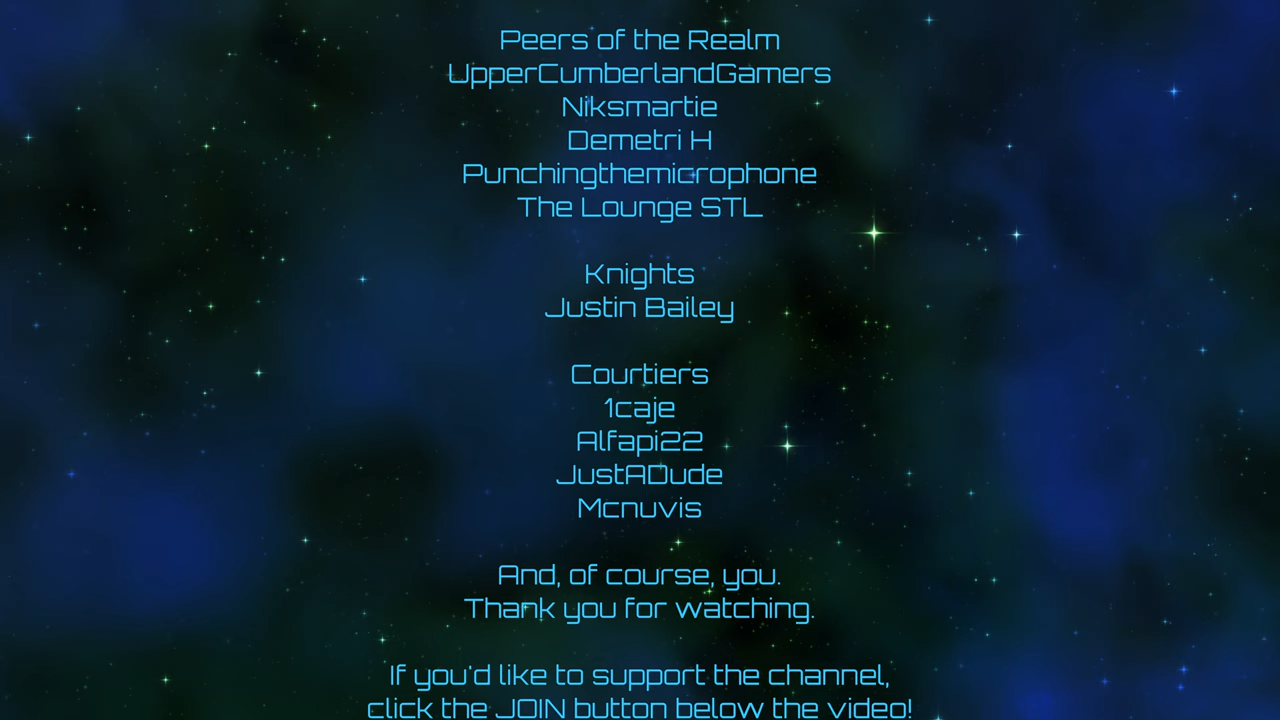 Peers of the Realm
UpperCumberlandGamers
Niksmartie
Demetri H
Punchingthemicrophone
The Lounge STL
Knights
Justin Bailey
Courtiers
1caje
Alfapi22
JustADude
Mcnuvis
And, of course, you.
Thank you for watching.
If you'd like to support the channel,
click the JOIN button below the video!